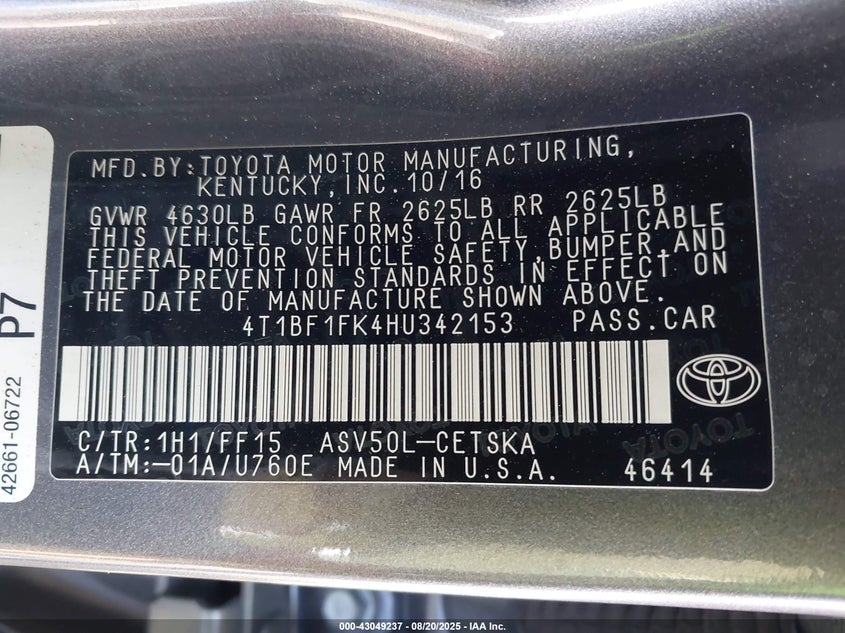 MFD.BY:TOYOTA MOTOR MANUFACTURING,
KENTUCKY,INC.10/16
GVWR 4630LB GAWR FR 2625LB RR 2625LB
THIS VEHICLE CONFORMS TO ALL APPLICABLE
FEDERAL MOTOR VEHICLE SAFETY,BUMPER,AND
THEFT PREVENTION STANDARDS IN EFFECT ON
THE DATE OF MANUFACTURE SHOWN ABOVE.
4T1BF1FK4HU342153 PASS.CAR
C/TR:1H1/FF15 ASV50L-CETSKA
A/TM:-01A/U760E MADE IN U.S.A. 46414
P7
42661-06722
000-43049237 - 08/20/2025 - IAA Inc.